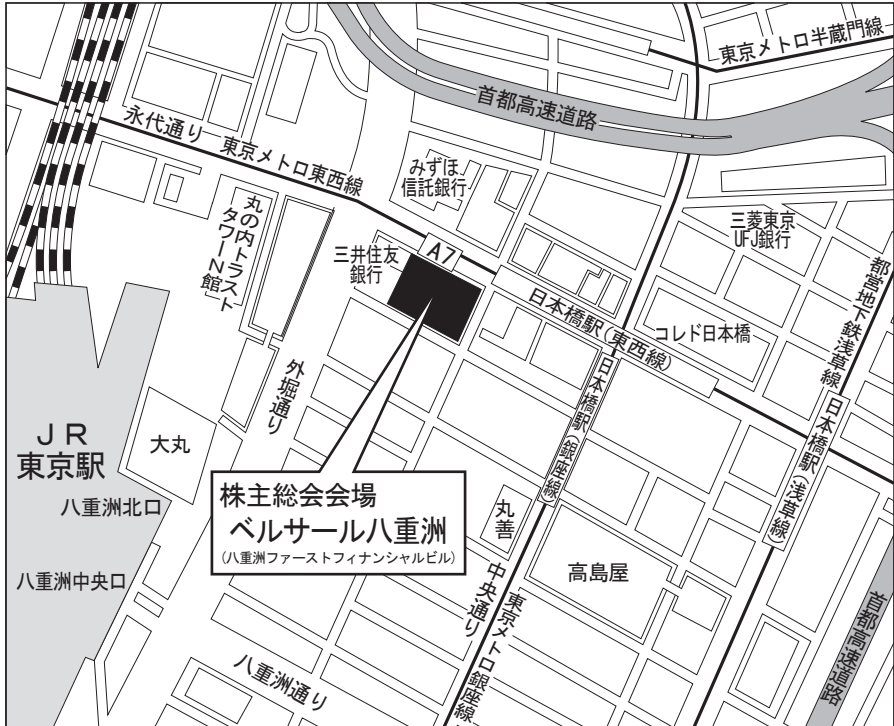 東京メトロ半蔵門線
首都高速道路
永代通り
東京メトロ東西線
みずほ
信託銀行
丸の内トラスト
タワーN館
三井住友
銀行
A7
三菱東京
UFJ銀行
都営地下鉄浅草線
日本橋駅(東西線)
コレド日本橋
外堀通り
日本橋駅(銀座線)
日本橋駅(浅草線)
JR
東京駅
大丸
八重洲北口
株主総会会場
ベルサール八重洲
(八重洲ファーストフィナンシャルビル)
丸善
高島屋
八重洲中央口
中央通り
東京メトロ銀座線
八重洲通り
首都高速道路